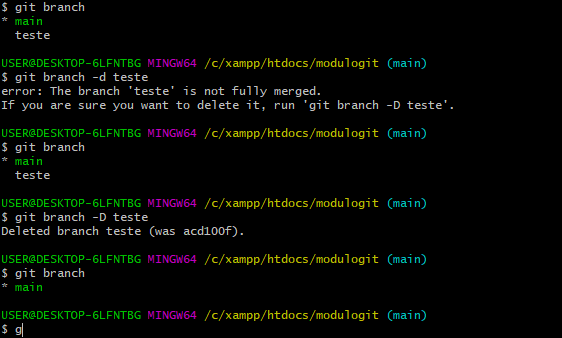 $ git branch
* main
  teste
USER@DESKTOP-6LFNTBG MINGW64 /c/xampp/htdocs/modulogit (main)
$ git branch -d teste
error: The branch 'teste' is not fully merged.
If you are sure you want to delete it, run 'git branch -D teste'.
USER@DESKTOP-6LFNTBG MINGW64 /c/xampp/htdocs/modulogit (main)
$ git branch
* main
  teste
USER@DESKTOP-6LFNTBG MINGW64 /c/xampp/htdocs/modulogit (main)
$ git branch -D teste
Deleted branch teste (was acd100f).
USER@DESKTOP-6LFNTBG MINGW64 /c/xampp/htdocs/modulogit (main)
$ git branch
* main
USER@DESKTOP-6LFNTBG MINGW64 /c/xampp/htdocs/modulogit (main)
$ g